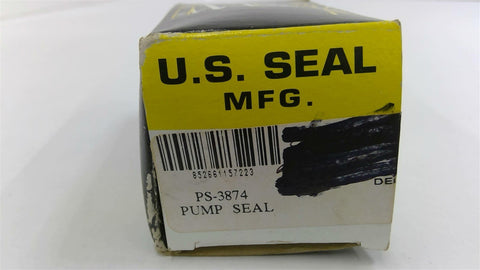 U.S. SEAL
MFG.
852661157223
PS-3874
PUMP SEAL